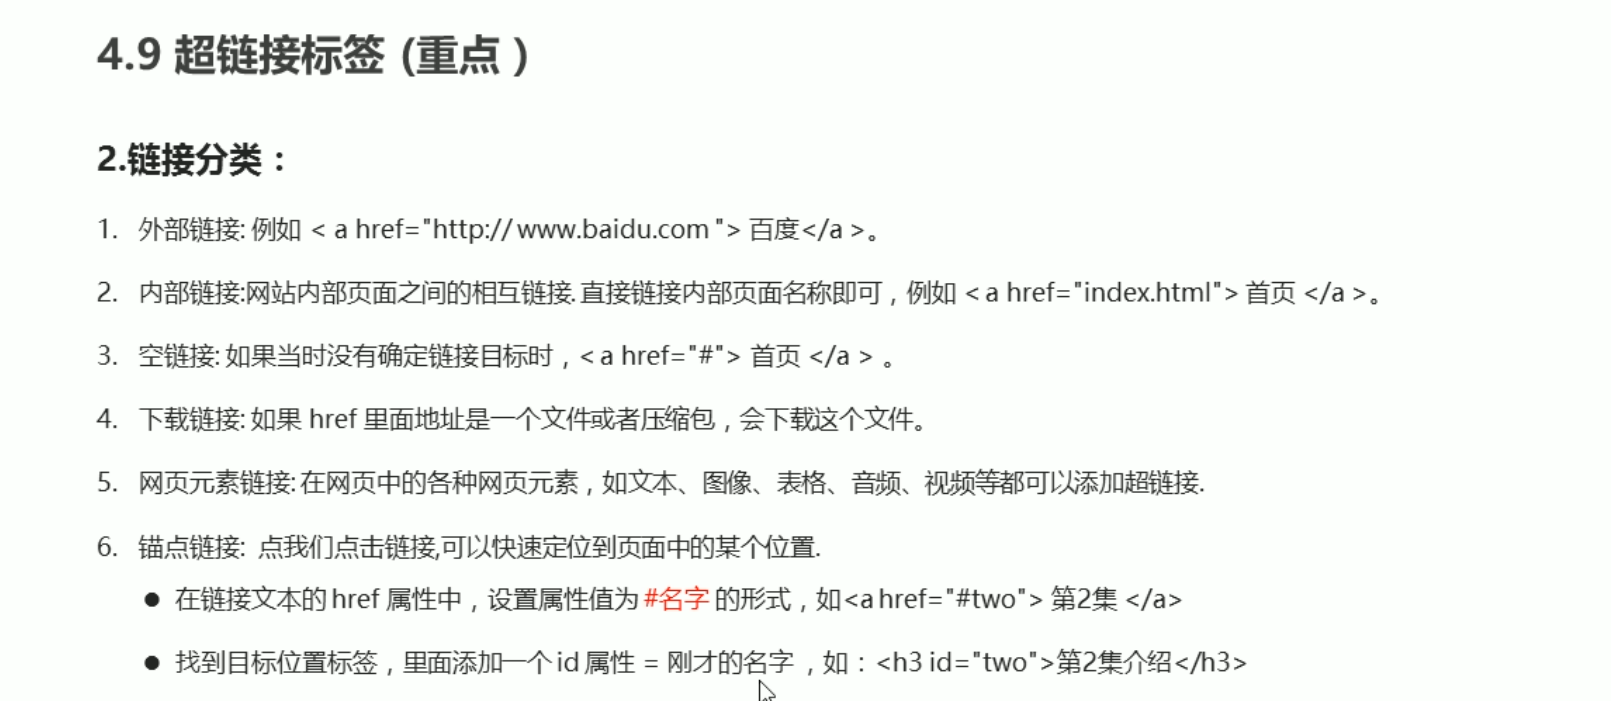 4.9 超链接标签 (重点 )
2.链接分类：
1. 外部链接: 例如 < a href="http:// www.baidu.com "> 百度</a >。
2. 内部链接:网站内部页面之间的相互链接. 直接链接内部页面名称即可，例如 < a href="index.html"> 首页 </a >。
3. 空链接: 如果当时没有确定链接目标时，< a href="#"> 首页 </a > 。
4. 下载链接: 如果 href 里面地址是一个文件或者压缩包，会下载这个文件。
5. 网页元素链接: 在网页中的各种网页元素，如文本、图像、表格、音频、视频等都可以添加超链接.
6. 锚点链接: 点我们点击链接,可以快速定位到页面中的某个位置.
● 在链接文本的 href 属性中，设置属性值为 #名字 的形式，如<a href="#two"> 第2集 </a>
● 找到目标位置标签，里面添加一个 id 属性 = 刚才的名字 ，如：<h3 id="two">第2集介绍</h3>